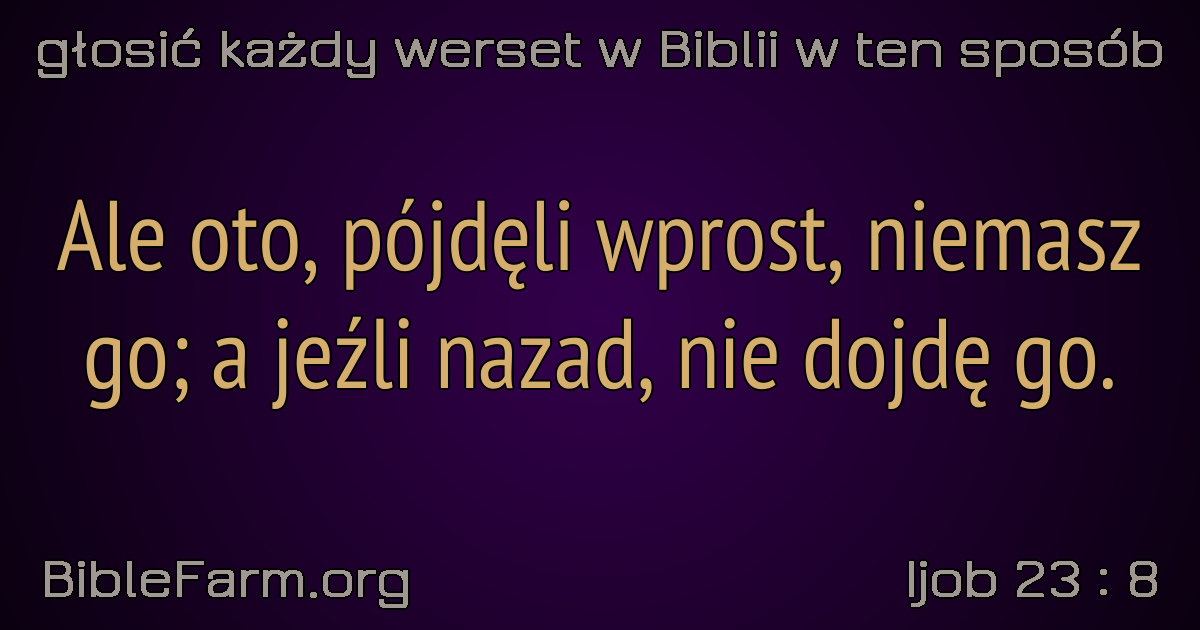 głosić każdy werset w Biblii w ten sposób
Ale oto, pójdęli wprost, niemasz
go; a jeźli nazad, nie dojdę go.
BibleFarm.org
Ijob 23 : 8